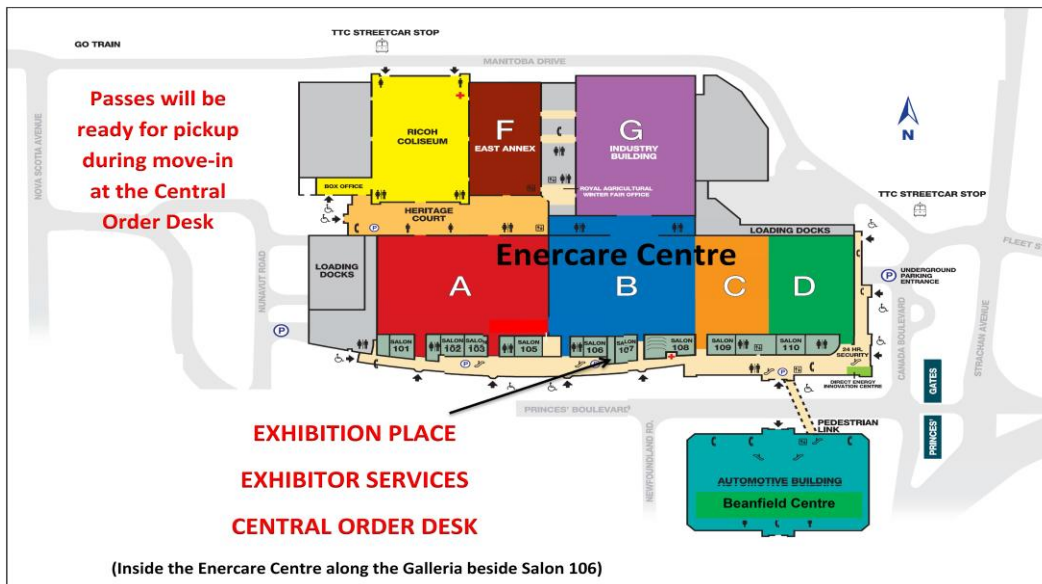 TTC STREETCAR STOP
GO TRAIN
MANITOBA DRIVE
Passes will be
ready for pickup
during move-in
at the Central
Order Desk
NOVA SCOTIA AVENUE
RICOH
COLISEUM
F
EAST ANNEX
G
INDUSTRY
BUILDING
N
BOX OFFICE
ROYAL AGRICULTURAL
WINTER FAIR OFFICE
TTC STREETCAR STOP
HERITAGE
COURT
P
LOADING DOCKS
FLEET S
Enercare Centre
LOADING
DOCKS
NUNAVUT ROAD
A
B
C
D
P
UNDERGROUND
PARKING
ENTRANCE
P
SALON
101
SALON
102
SALON
103
SALON
105
SALON
106
SALON
107
SALON
108
SALON
109
SALON
110
24 HR.
SECURITY
P
P
P
DIRECT ENERGY
INNOVATION CENTRE
CANADA BOULEVARD
STRACHAN AVENUE
GATES
PRINCES'
PRINCES' BOULEVARD
NEWFOUNDLAND RD.
PEDESTRIAN
LINK
EXHIBITION PLACE
EXHIBITOR SERVICES
CENTRAL ORDER DESK
AUTOMOTIVE BUILDING
Beanfield Centre
(Inside the Enercare Centre along the Galleria beside Salon 106)